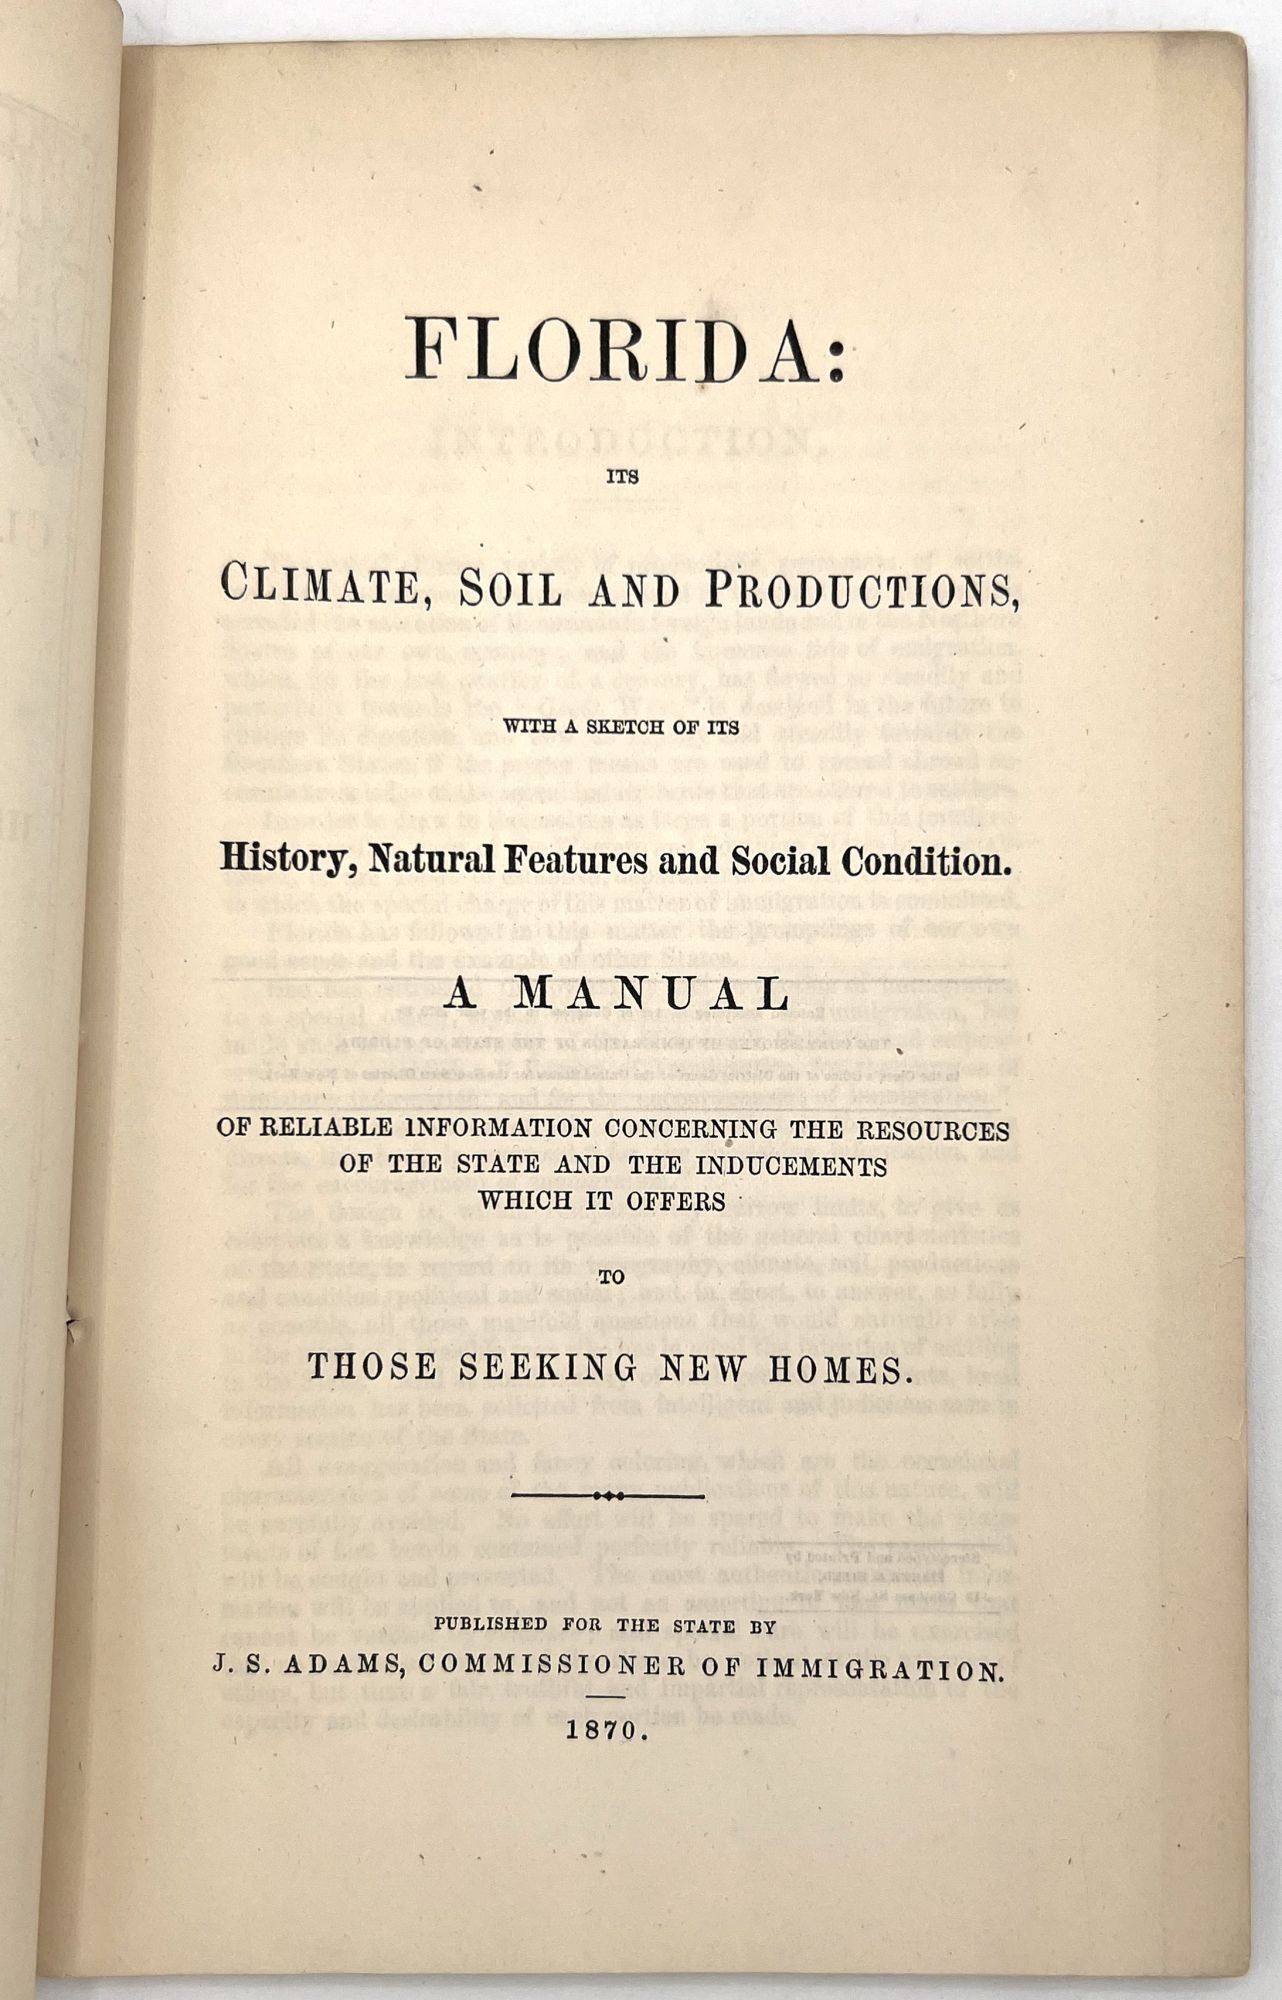 FLORIDA:
ITS
CLIMATE, SOIL AND PRODUCTIONS,
WITH A SKETCH OF ITS
History, Natural Features and Social Condition.
A MANUAL
OF RELIABLE INFORMATION CONCERNING THE RESOURCES
OF THE STATE AND THE INDUCEMENTS
WHICH IT OFFERS
TO
THOSE SEEKING NEW HOMES.
PUBLISHED FOR THE STATE BY
J. S. ADAMS, COMMISSIONER OF IMMIGRATION.
1870.